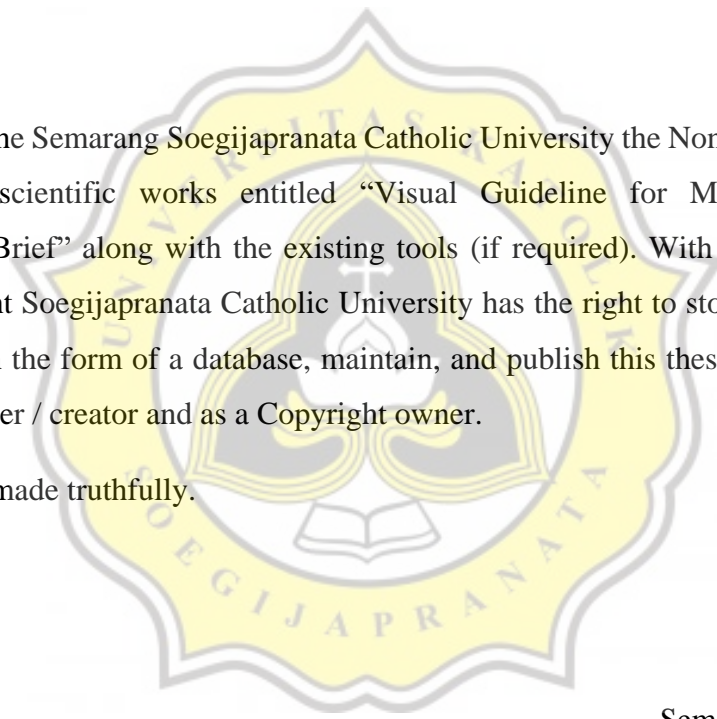 UNIVERSITAS KATOLIK
he Semarang Soegijapranata Catholic University the Non
scientific works entitled “Visual Guideline for M
Brief” along with the existing tools (if required). With
nt Soegijapranata Catholic University has the right to sto
the form of a database, maintain, and publish this thes
er / creator and as a Copyright owner.
made truthfully.
SOEGIJAPRANATA
Sem